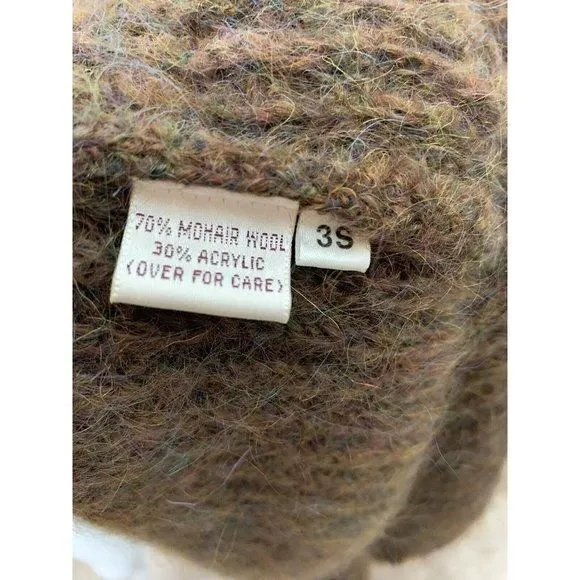 70% MOHAIR WOOL
30% ACRYLIC
(OVER FOR CARE)
3S